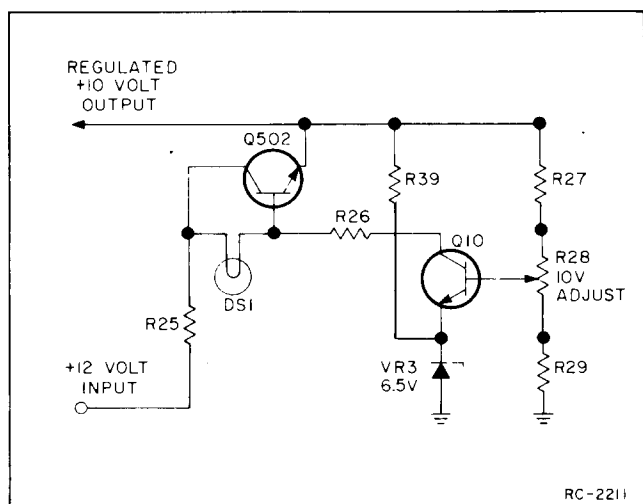 REGULATED
+10 VOLT
OUTPUT
Q502
R39
R27
R26
Q10
R28
10V
ADJUST
DS1
R25
+12 VOLT
INPUT
VR3
6.5V
R29
RC-2211